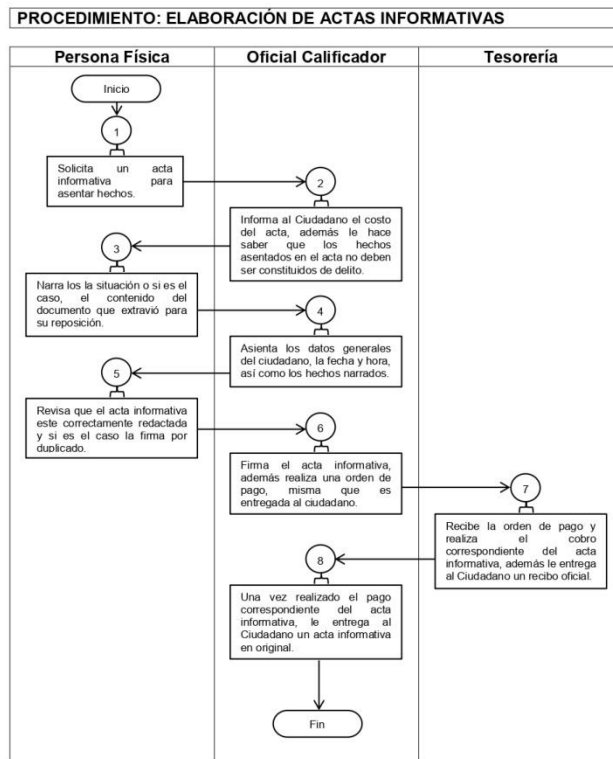 PROCEDIMIENTO: ELABORACIÓN DE ACTAS INFORMATIVAS
Persona Física
Oficial Calificador
Tesorería
Inicio
1
Solicita un acta
informativa para
asentar hechos.
2
Informa al Ciudadano el costo
del acta, además le hace
saber que los hechos
asentados en el acta no deben
ser constituidos de delito.
3
Narra los la situación o si es el
caso, el contenido del
documento que extravió para
su reposición.
4
Asienta los datos generales
del ciudadano, la fecha y hora,
así como los hechos narrados.
5
Revisa que el acta informativa
este correctamente redactada
y si es el caso la firma por
duplicado.
6
Firma el acta informativa,
además realiza una orden de
pago, misma que es
entregada al ciudadano.
7
Recibe la orden de pago y
realiza el cobro
correspondiente del acta
informativa, además le entrega
al Ciudadano un recibo oficial.
8
Una vez realizado el pago
correspondiente del acta
informativa, le entrega al
Ciudadano un acta informativa
en original.
Fin